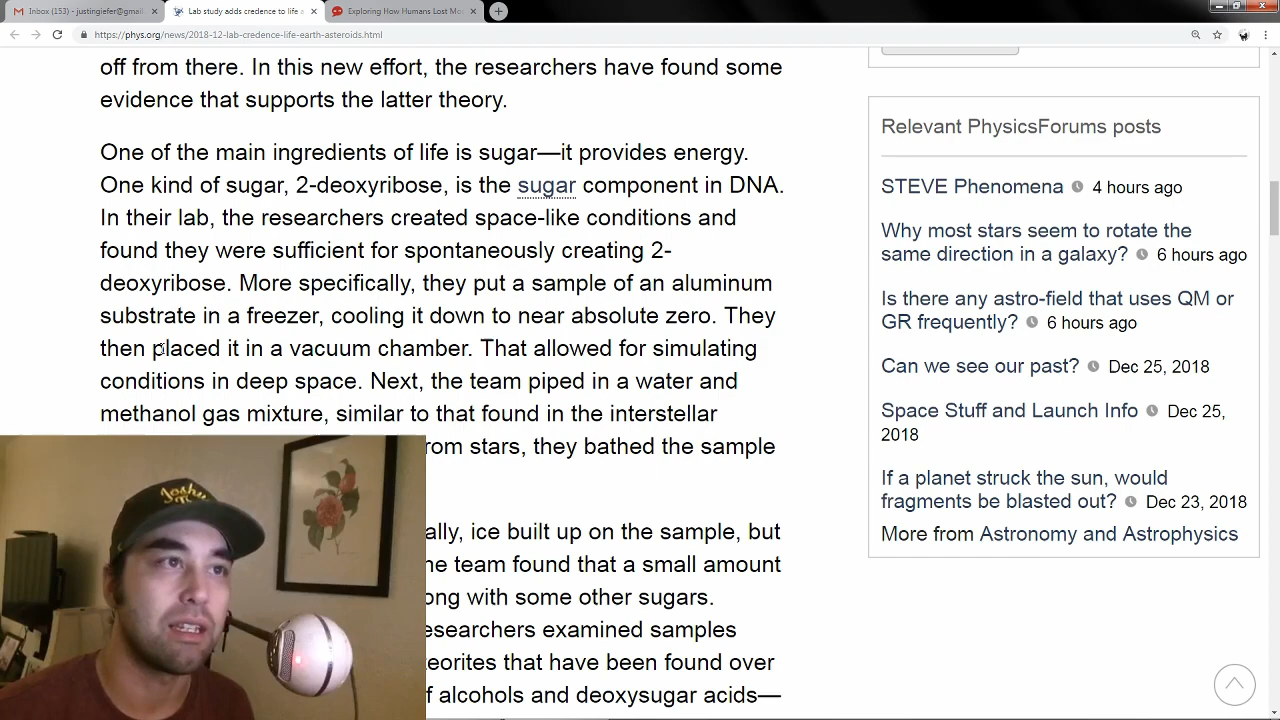 Inbox (153) - justingiefer@gmail
Lab study adds credence to life a
Exploring How Humans Lost Mo
https://phys.org/news/2018-12-lab-credence-life-earth-asteroids.html
off from there. In this new effort, the researchers have found some
evidence that supports the latter theory.
One of the main ingredients of life is sugar—it provides energy.
One kind of sugar, 2-deoxyribose, is the sugar component in DNA.
In their lab, the researchers created space-like conditions and
found they were sufficient for spontaneously creating 2-
deoxyribose. More specifically, they put a sample of an aluminum
substrate in a freezer, cooling it down to near absolute zero. They
then placed it in a vacuum chamber. That allowed for simulating
conditions in deep space. Next, the team piped in a water and
methanol gas mixture, similar to that found in the interstellar
rom stars, they bathed the sample
ally, ice built up on the sample, but
he team found that a small amount
ong with some other sugars.
esearchers examined samples
teorites that have been found over
f alcohols and deoxysugar acids—
Relevant PhysicsForums posts
STEVE Phenomena 4 hours ago
Why most stars seem to rotate the
same direction in a galaxy? 6 hours ago
Is there any astro-field that uses QM or
GR frequently? 6 hours ago
Can we see our past? Dec 25, 2018
Space Stuff and Launch Info Dec 25,
2018
If a planet struck the sun, would
fragments be blasted out? Dec 23, 2018
More from Astronomy and Astrophysics